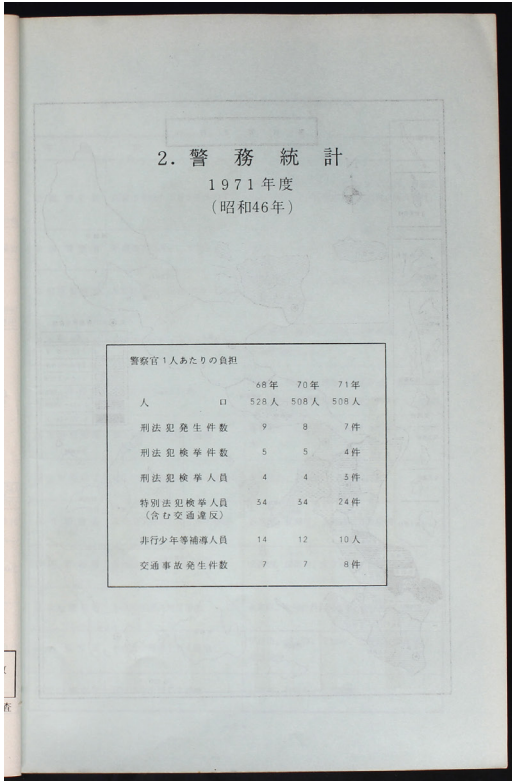 2. 警務統計
1971年度
（昭和46年）
警察官1人あたりの負担
68年 70年 71年
人口 528人 508人 508人
刑法犯発生件数 9 8 7件
刑法犯検挙件数 5 5 4件
刑法犯検挙人員 4 4 3件
特別法犯検挙人員 54 54 24件
（含む交通違反）
非行少年等補導人員 14 12 10人
交通事故発生件数 7 7 8件
査